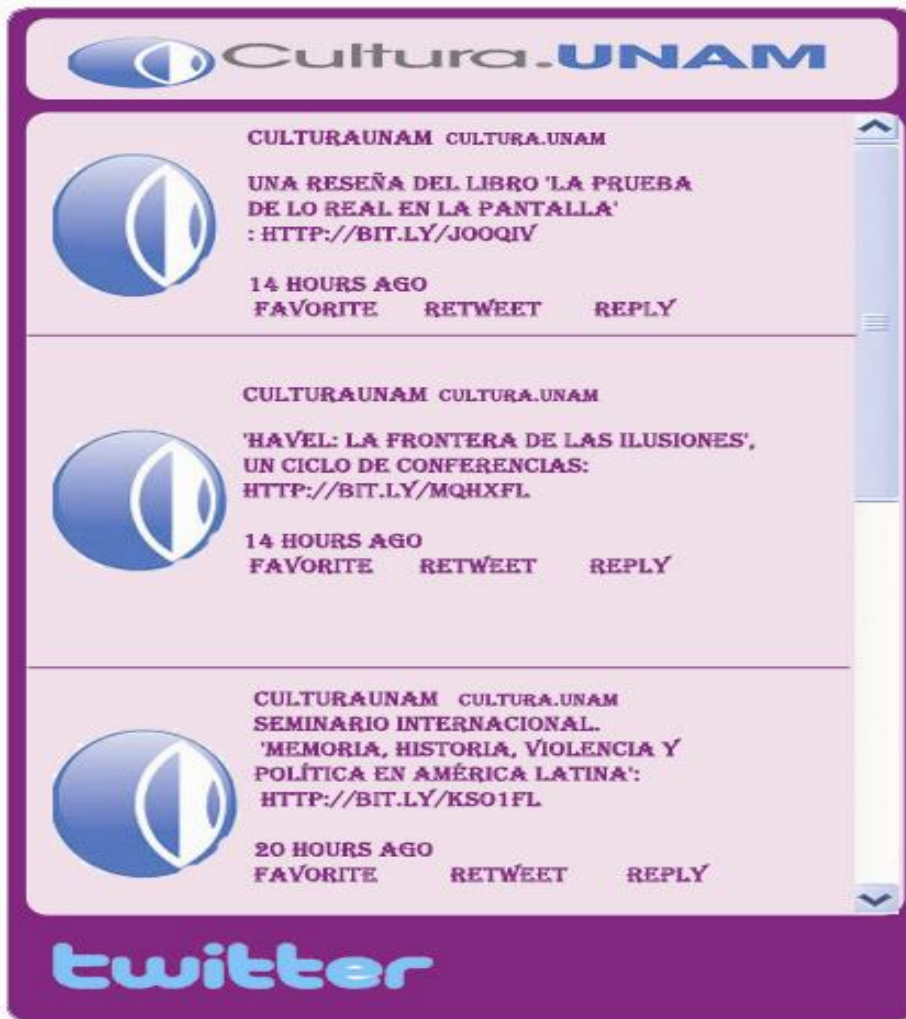 Cultura.UNAM
CULTURAUNAM CULTURA.UNAM
UNA RESEÑA DEL LIBRO 'LA PRUEBA
DE LO REAL EN LA PANTALLA'
: HTTP://BIT.LY/JOOQIV
14 HOURS AGO
FAVORITE RETWEET REPLY
CULTURAUNAM CULTURA.UNAM
'HAVEL: LA FRONTERA DE LAS ILUSIONES',
UN CICLO DE CONFERENCIAS:
HTTP://BIT.LY/MQHXFL
14 HOURS AGO
FAVORITE RETWEET REPLY
CULTURAUNAM CULTURA.UNAM
SEMINARIO INTERNACIONAL.
'MEMORIA, HISTORIA, VIOLENCIA Y
POLÍTICA EN AMÉRICA LATINA':
HTTP://BIT.LY/KSO1FL
20 HOURS AGO
FAVORITE RETWEET REPLY
twitter